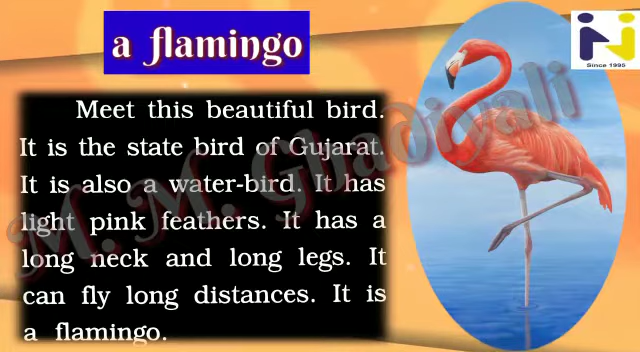 a flamingo
Since 1995
Meet this beautiful bird.
It is the state bird of Gujarat.
It is also a water-bird. It has
light pink feathers. It has a
long neck and long legs. It
can fly long distances. It is
a flamingo.
M. M. Ghadiyali